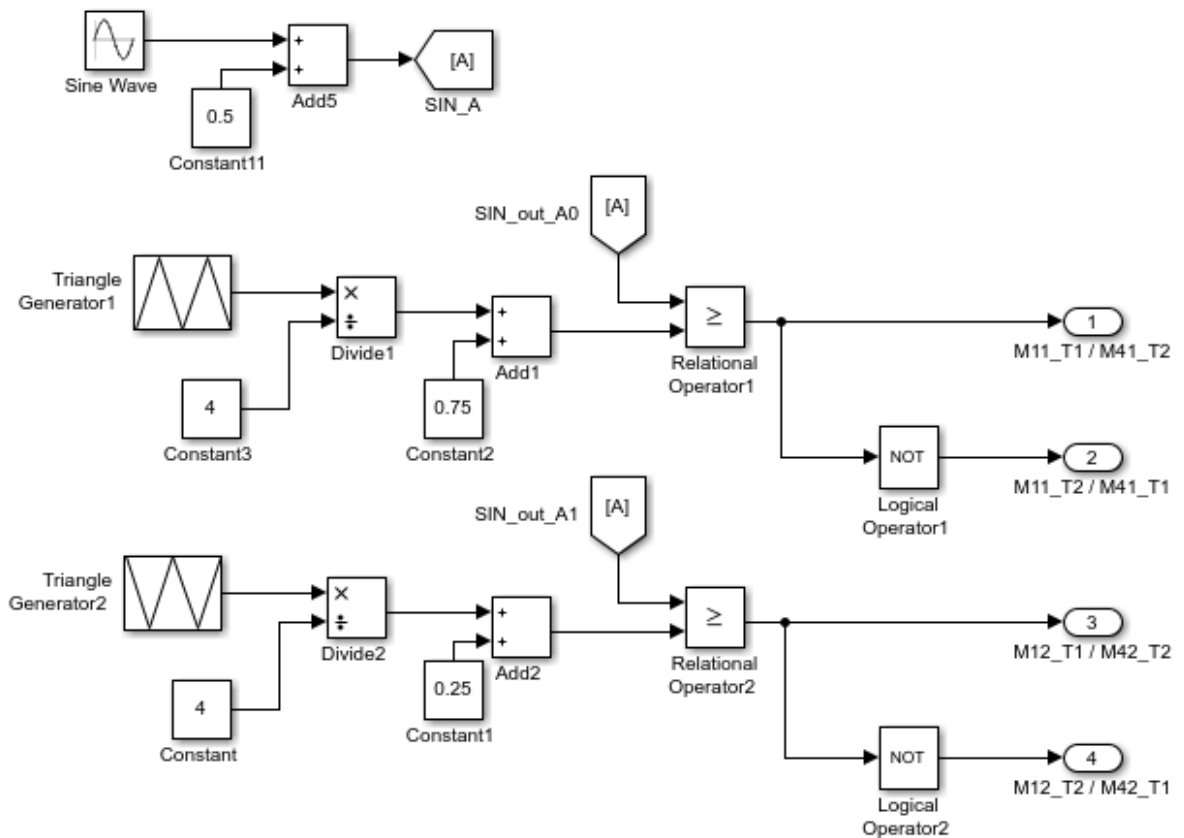 Sine Wave
+
+
Add5
[A]
SIN_A
0.5
Constant11
SIN_out_A0
[A]
Triangle
Generator1
×
÷
Divide1
+
+
Add1
≥
Relational
Operator1
1
M11_T1 / M41_T2
4
Constant3
0.75
Constant2
NOT
Logical
Operator1
2
M11_T2 / M41_T1
SIN_out_A1
[A]
Triangle
Generator2
×
÷
Divide2
+
+
Add2
≥
Relational
Operator2
3
M12_T1 / M42_T2
4
Constant
0.25
Constant1
NOT
Logical
Operator2
4
M12_T2 / M42_T1